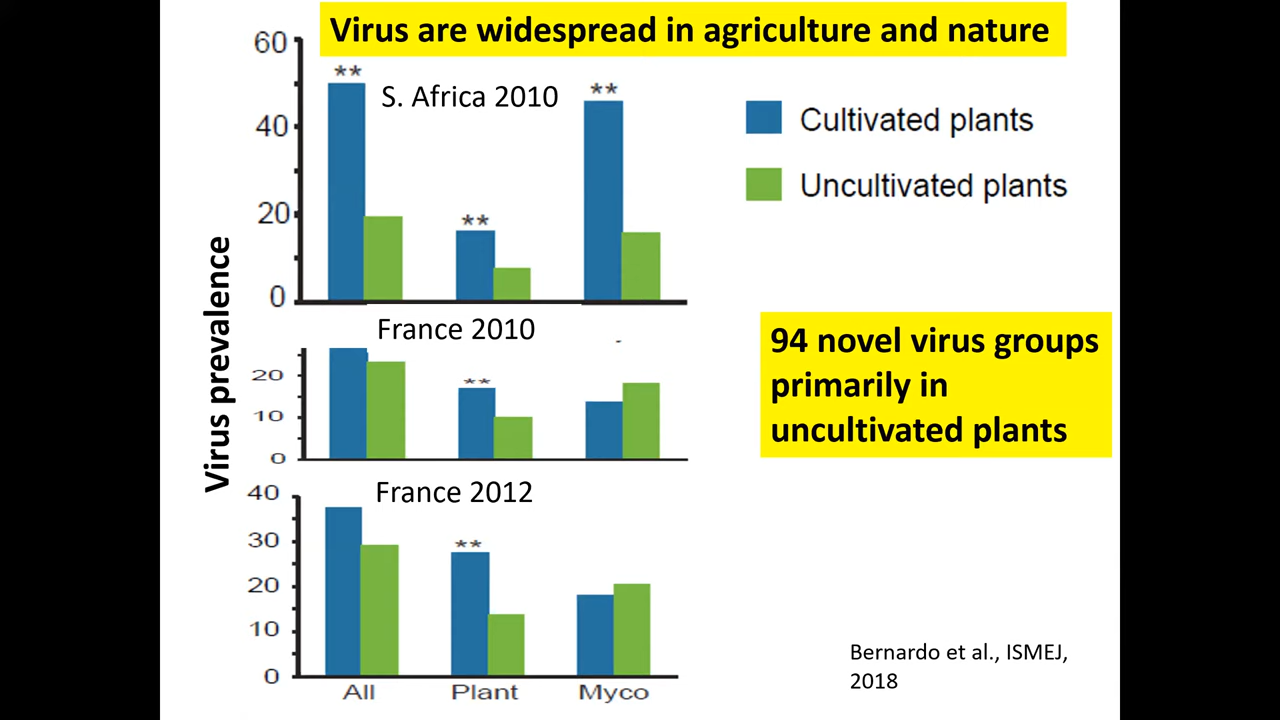 Virus are widespread in agriculture and nature
60
**
S. Africa 2010
**
Cultivated plants
40
Uncultivated plants
20
**
0
Virus prevalence
France 2010
94 novel virus groups
primarily in
uncultivated plants
20
**
10
0
France 2012
40
30
**
20
10
0
All Plant Myco
Bernardo et al., ISMEJ,
2018